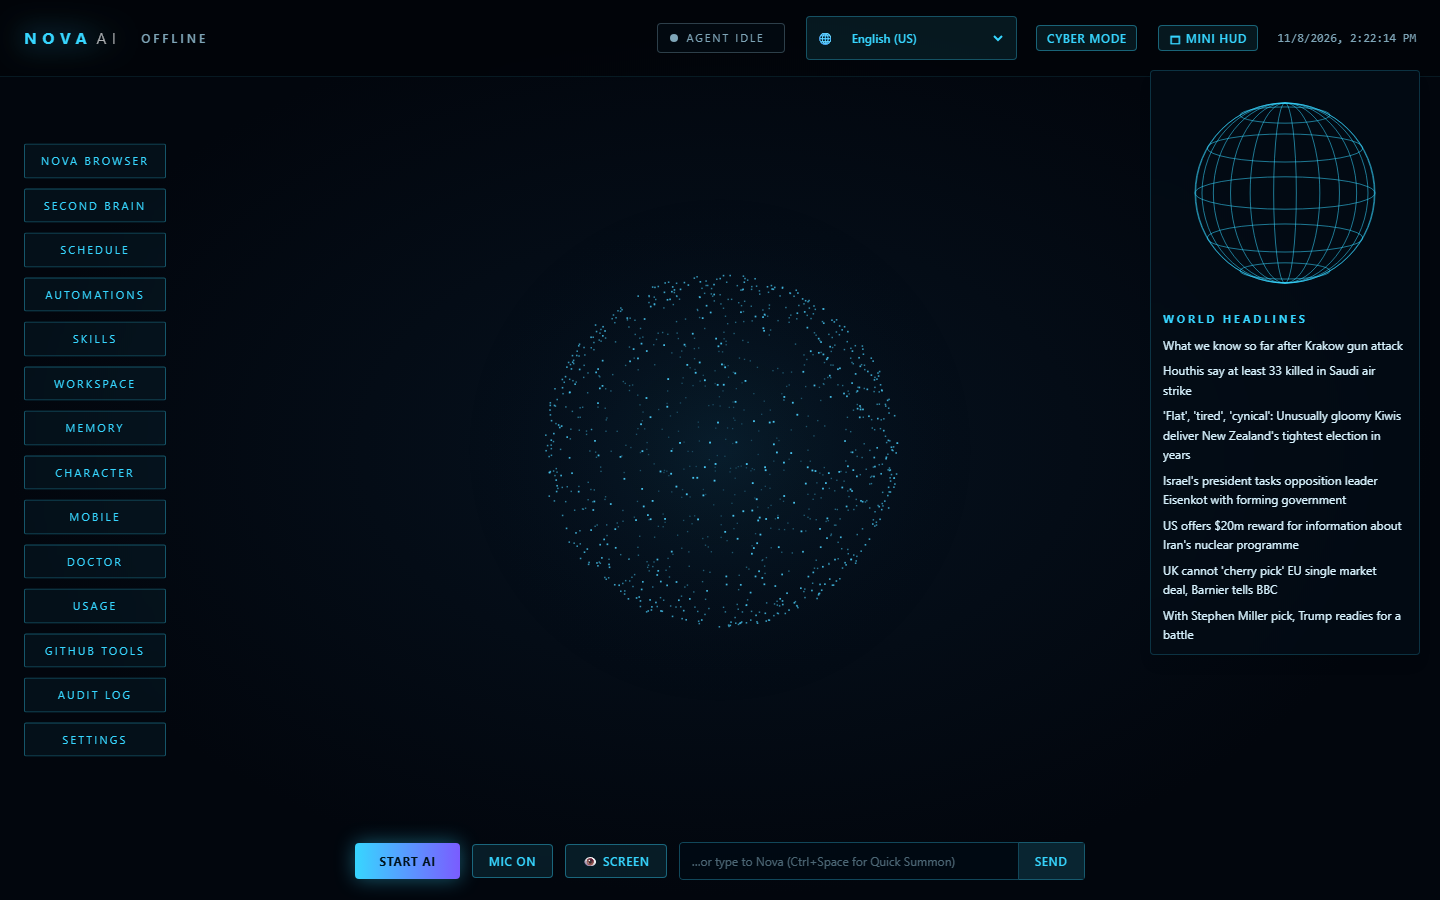 NOVA AI OFFLINE
AGENT IDLE
English (US)
CYBER MODE
MINI HUD
11/8/2026, 2:22:14 PM
NOVA BROWSER
SECOND BRAIN
SCHEDULE
AUTOMATIONS
SKILLS
WORKSPACE
MEMORY
CHARACTER
MOBILE
DOCTOR
USAGE
GITHUB TOOLS
AUDIT LOG
SETTINGS
WORLD HEADLINES
What we know so far after Krakow gun attack
Houthis say at least 33 killed in Saudi air
strike
'Flat', 'tired', 'cynical': Unusually gloomy Kiwis
deliver New Zealand's tightest election in
years
Israel's president tasks opposition leader
Eisenkot with forming government
US offers $20m reward for information about
Iran's nuclear programme
UK cannot 'cherry pick' EU single market
deal, Barnier tells BBC
With Stephen Miller pick, Trump readies for a
battle
START AI
MIC ON
SCREEN
...or type to Nova (Ctrl+Space for Quick Summon)
SEND